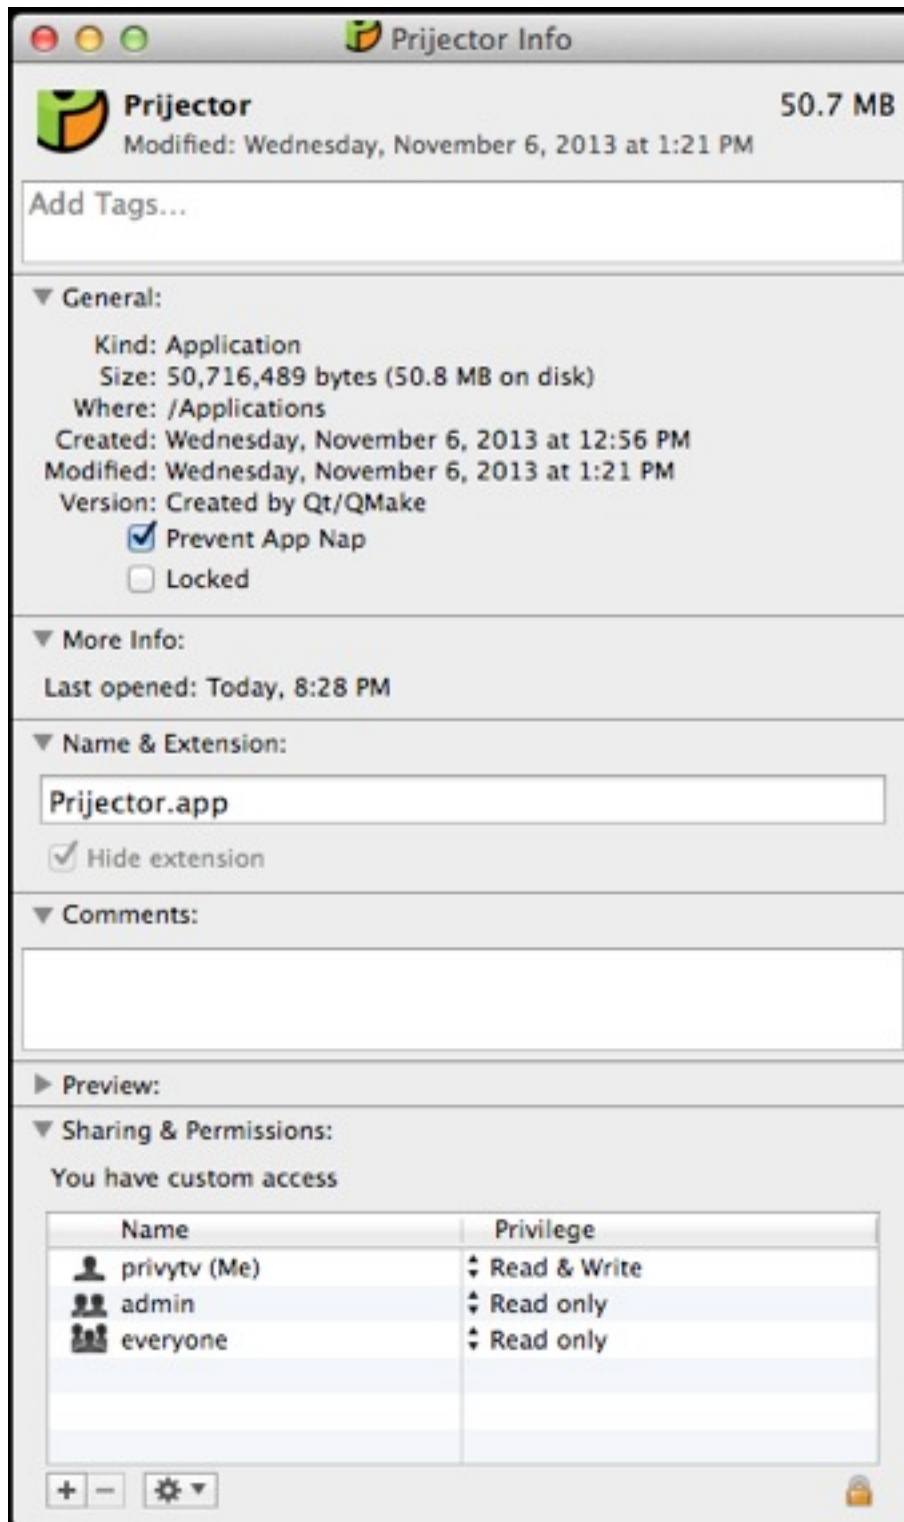 Prijector Info
Prijector 50.7 MB
Modified: Wednesday, November 6, 2013 at 1:21 PM
Add Tags...
General:
Kind: Application
Size: 50,716,489 bytes (50.8 MB on disk)
Where: /Applications
Created: Wednesday, November 6, 2013 at 12:56 PM
Modified: Wednesday, November 6, 2013 at 1:21 PM
Version: Created by Qt/QMake
Prevent App Nap
Locked
More Info:
Last opened: Today, 8:28 PM
Name & Extension:
Prijector.app
Hide extension
Comments:
Preview:
Sharing & Permissions:
You have custom access
Name Privilege
privytv (Me) Read & Write
admin Read only
everyone Read only